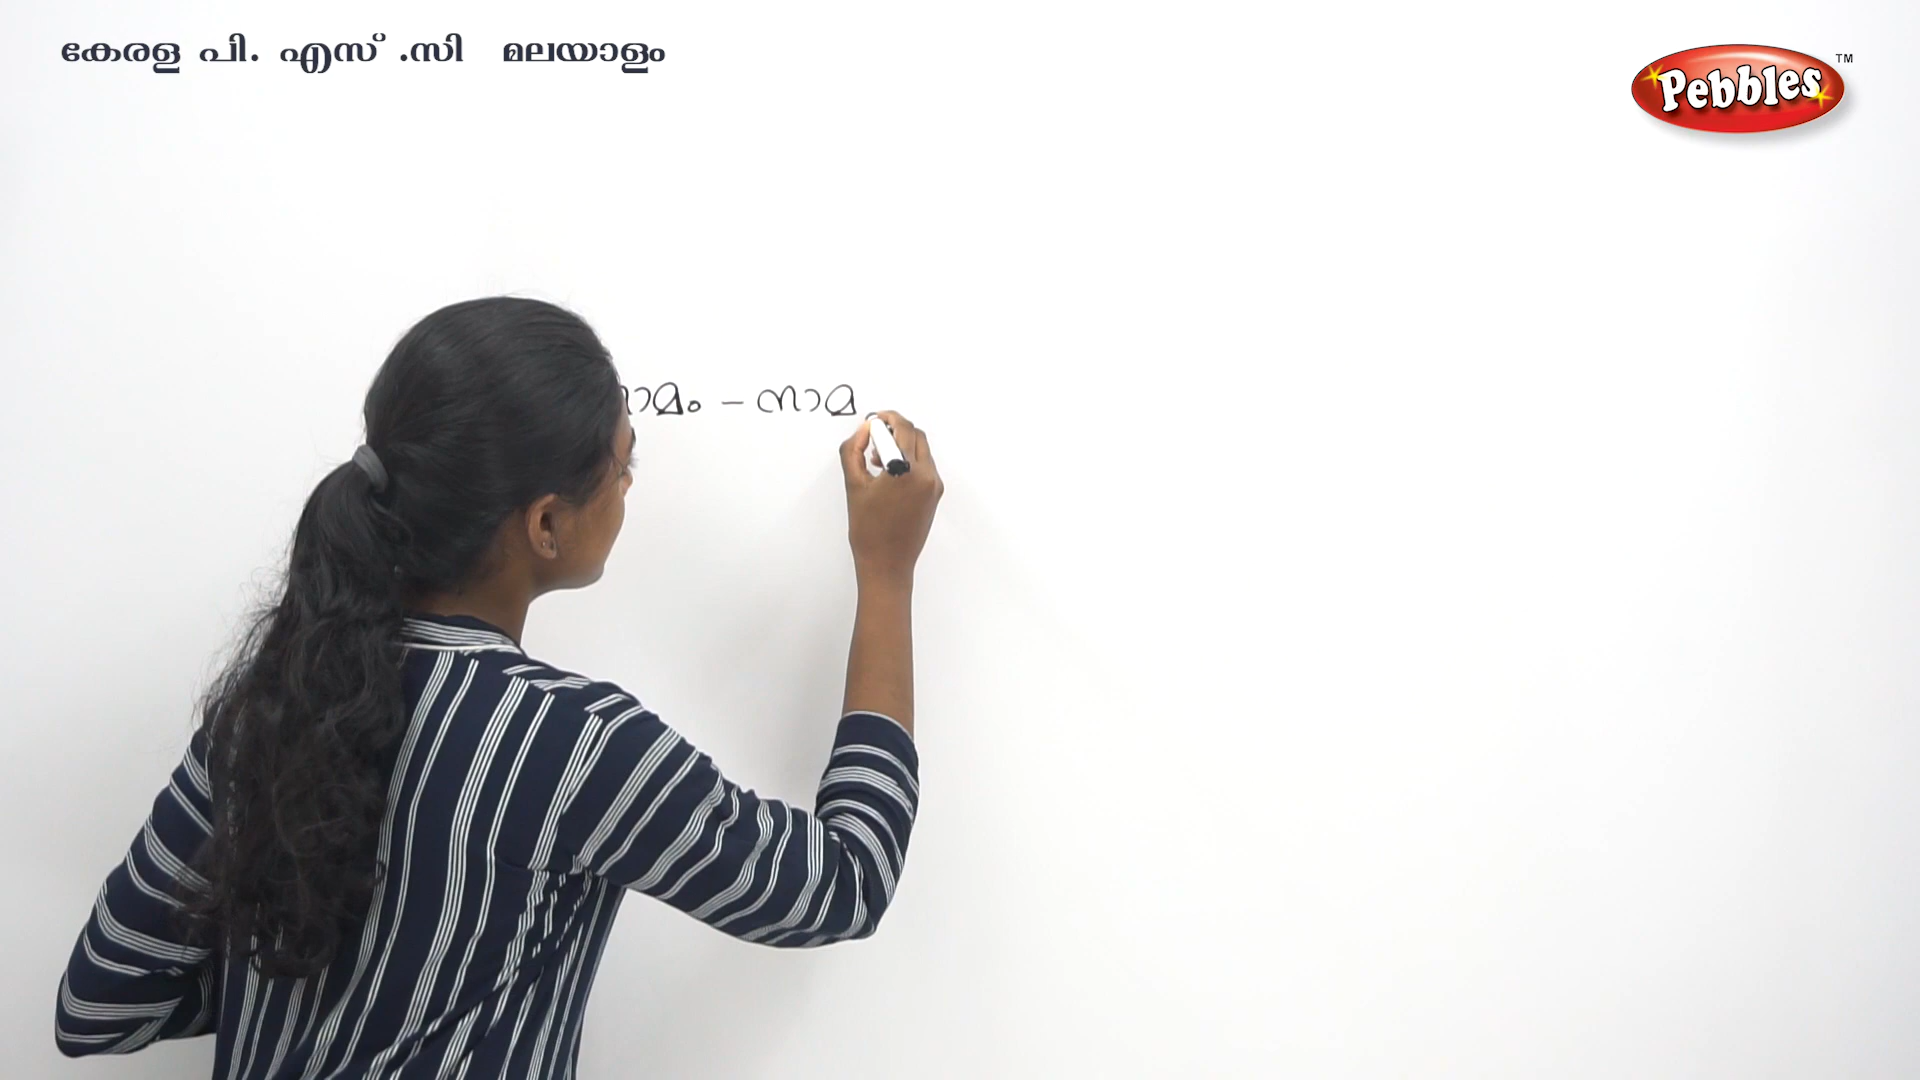 കേരള പി. എസ് .സി മലയാളം
Pebbles TM
– നാമ